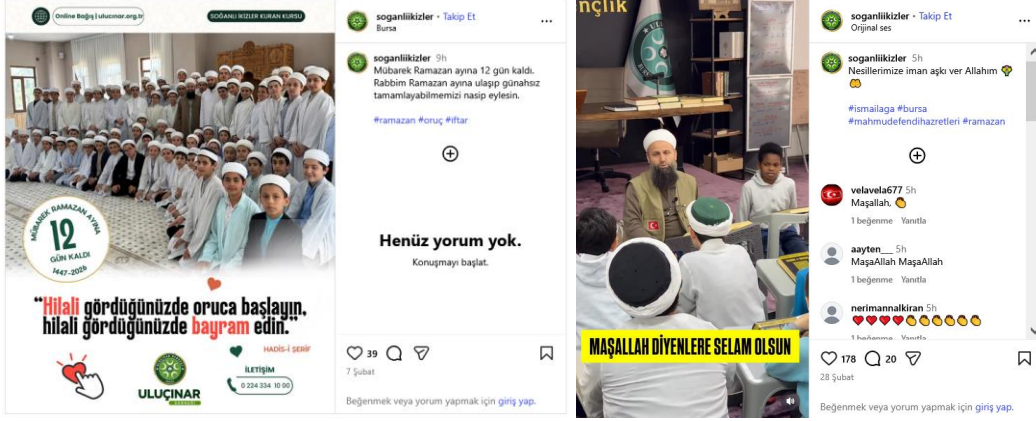 Online Bağış | ulucınar.org.tr
SOĞANLI İKİZLER KURAN KURSU
MÜBAREK RAMAZAN AYINA
12
GÜN KALDI
1447-2026
“Hilali gördüğünüzde oruca başlayın,
hilali gördüğünüzde bayram edin.”
HADİS-İ ŞERİF
ULUÇINAR
İLETİŞİM
0 224 334 10 00
soganliikizler • Takip Et
Bursa
soganliikizler 9h
Mübarek Ramazan ayına 12 gün kaldı.
Rabbim Ramazan ayına ulaşıp günahsız
tamamlayabilmemizi nasip eylesin.
#ramazan #oruç #iftar
Henüz yorum yok.
Konuşmayı başlat.
39
7 Şubat
Beğenmek veya yorum yapmak için giriş yap.
nçlik
MAŞALLAH DİYENLERE SELAM OLSUN
soganliikizler • Takip Et
Orijinal ses
soganliikizler 5h
Nesillerimize iman aşkı ver Allahım
#ismailaga #bursa
#mahmudefendihazretleri #ramazan
velavela677 5h
Maşallah, 👏
1 beğenme Yanıtla
aayten__ 5h
MaşaAllah MaşaAllah
1 beğenme Yanıtla
nerimannalkiran 5h
❤❤❤❤👏👏👏👏👏👏
1 beğenme Yanıtla
178 20
28 Şubat
Beğenmek veya yorum yapmak için giriş yap.